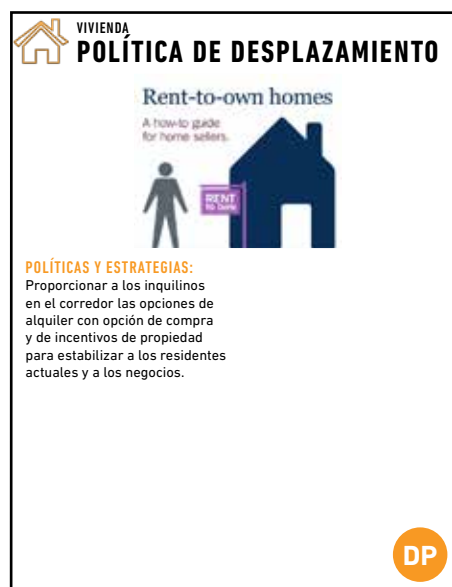 VIVIENDA
POLÍTICA DE DESPLAZAMIENTO
Rent-to-own homes
A how-to guide
for home sellers.
RENT
TO OWN
POLÍTICAS Y ESTRATEGIAS:
Proporcionar a los inquilinos
en el corredor las opciones de
alquiler con opción de compra
y de incentivos de propiedad
para estabilizar a los residentes
actuales y a los negocios.
DP